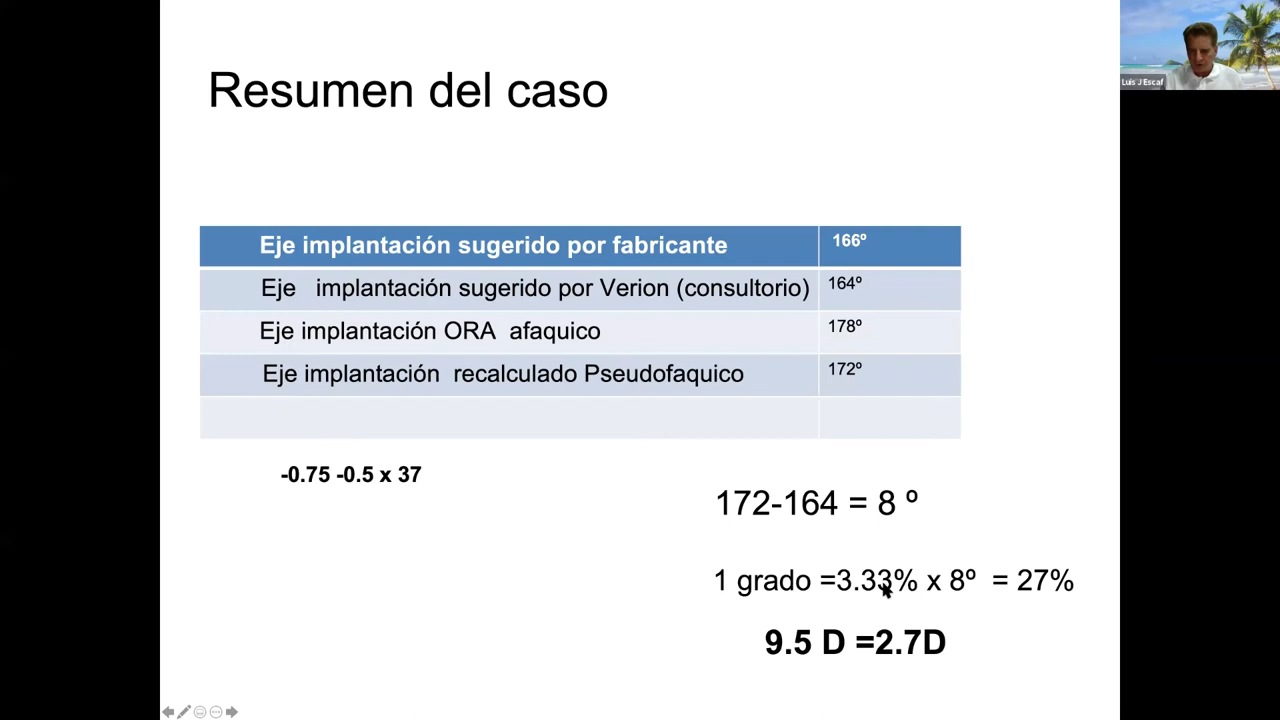 Resumen del caso
Luis J Escaf
Eje implantación sugerido por fabricante 166º
Eje implantación sugerido por Verion (consultorio) 164º
Eje implantación ORA afaquico 178º
Eje implantación recalculado Pseudofaquico 172º
-0.75 -0.5 x 37
172-164 = 8 º
1 grado =3.33% x 8º = 27%
9.5 D =2.7D